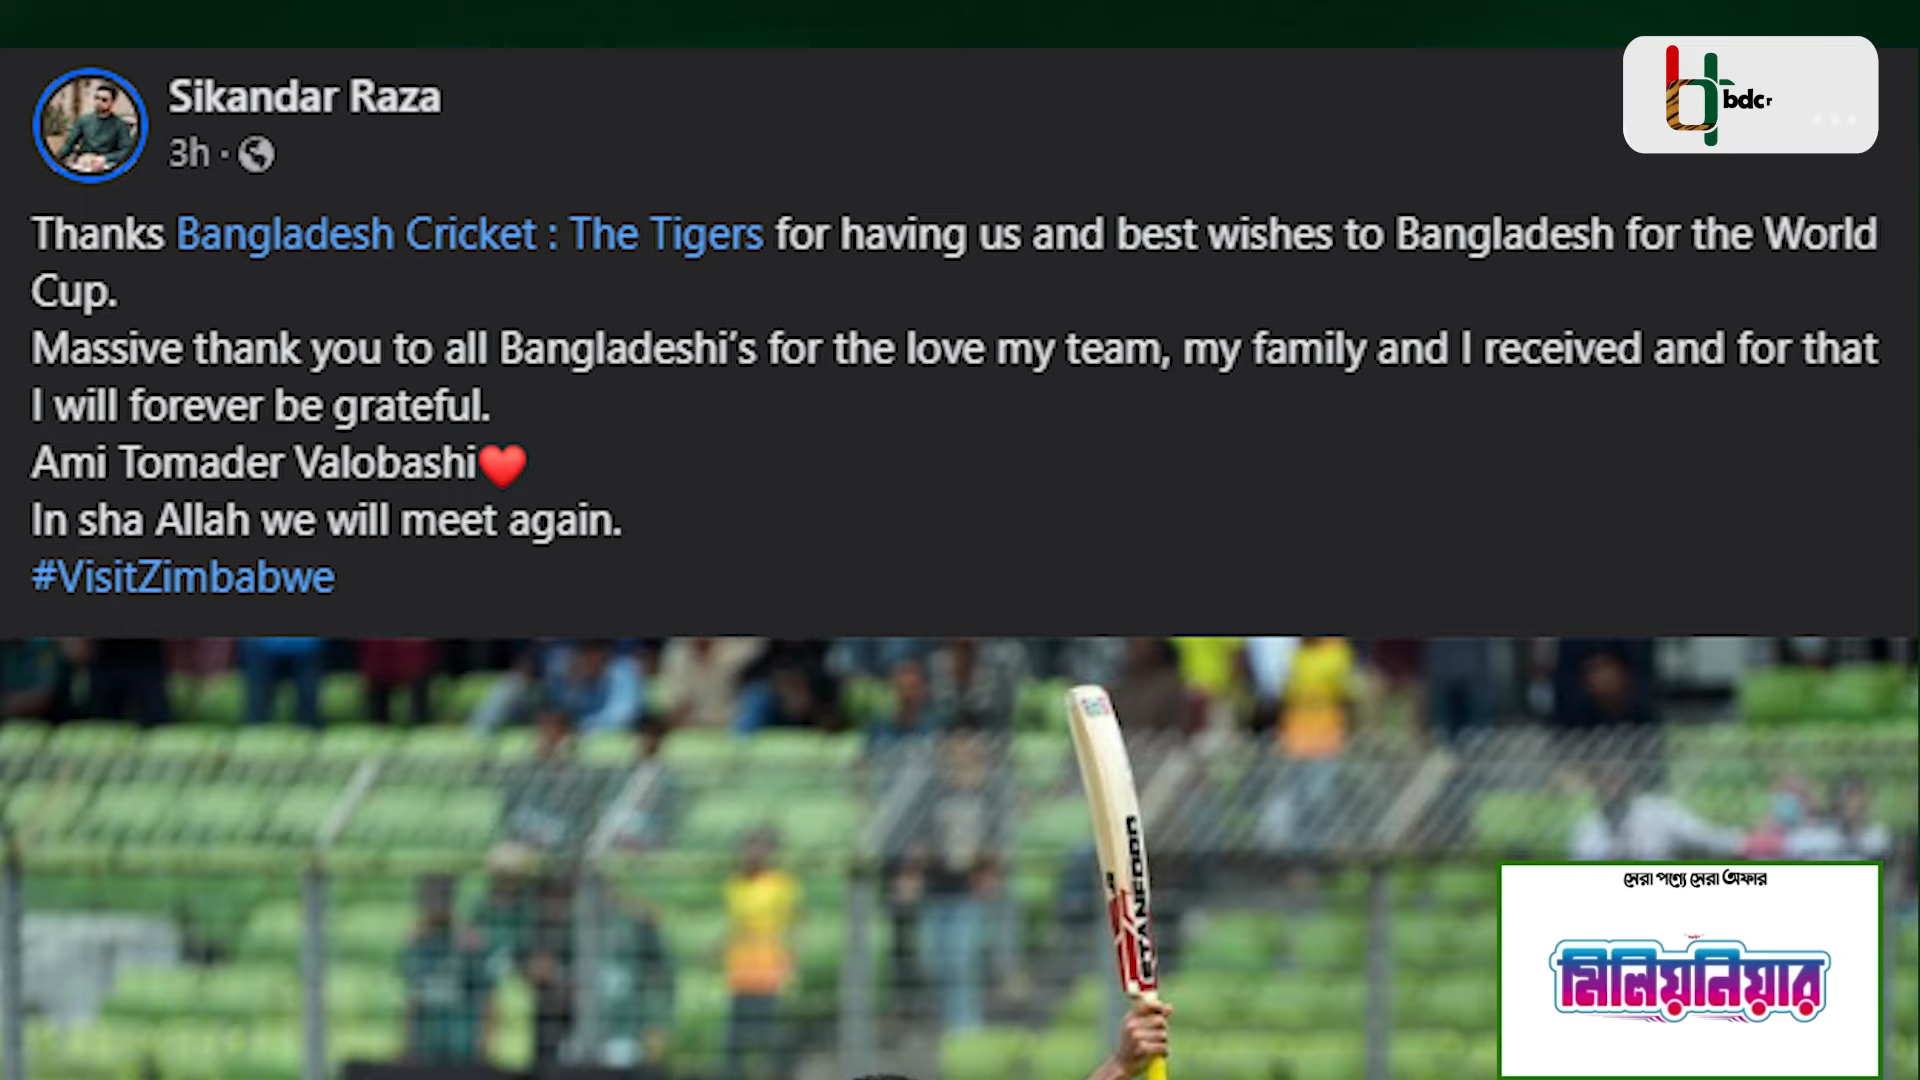 Sikandar Raza
3h ·
bdcr
Thanks Bangladesh Cricket : The Tigers for having us and best wishes to Bangladesh for the World
Cup.
Massive thank you to all Bangladeshi’s for the love my team, my family and I received and for that
I will forever be grateful.
Ami Tomader Valobashi❤️
In sha Allah we will meet again.
#VisitZimbabwe
STANFORD
সেরা পণ্যে সেরা অফার
মিলিয়নিয়ার